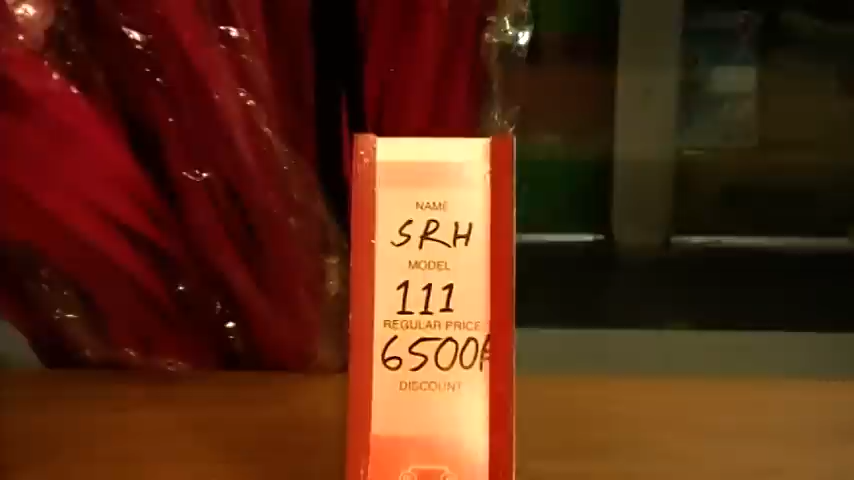 NAME
SRH
MODEL
111
REGULAR PRICE
6500
DISCOUNT